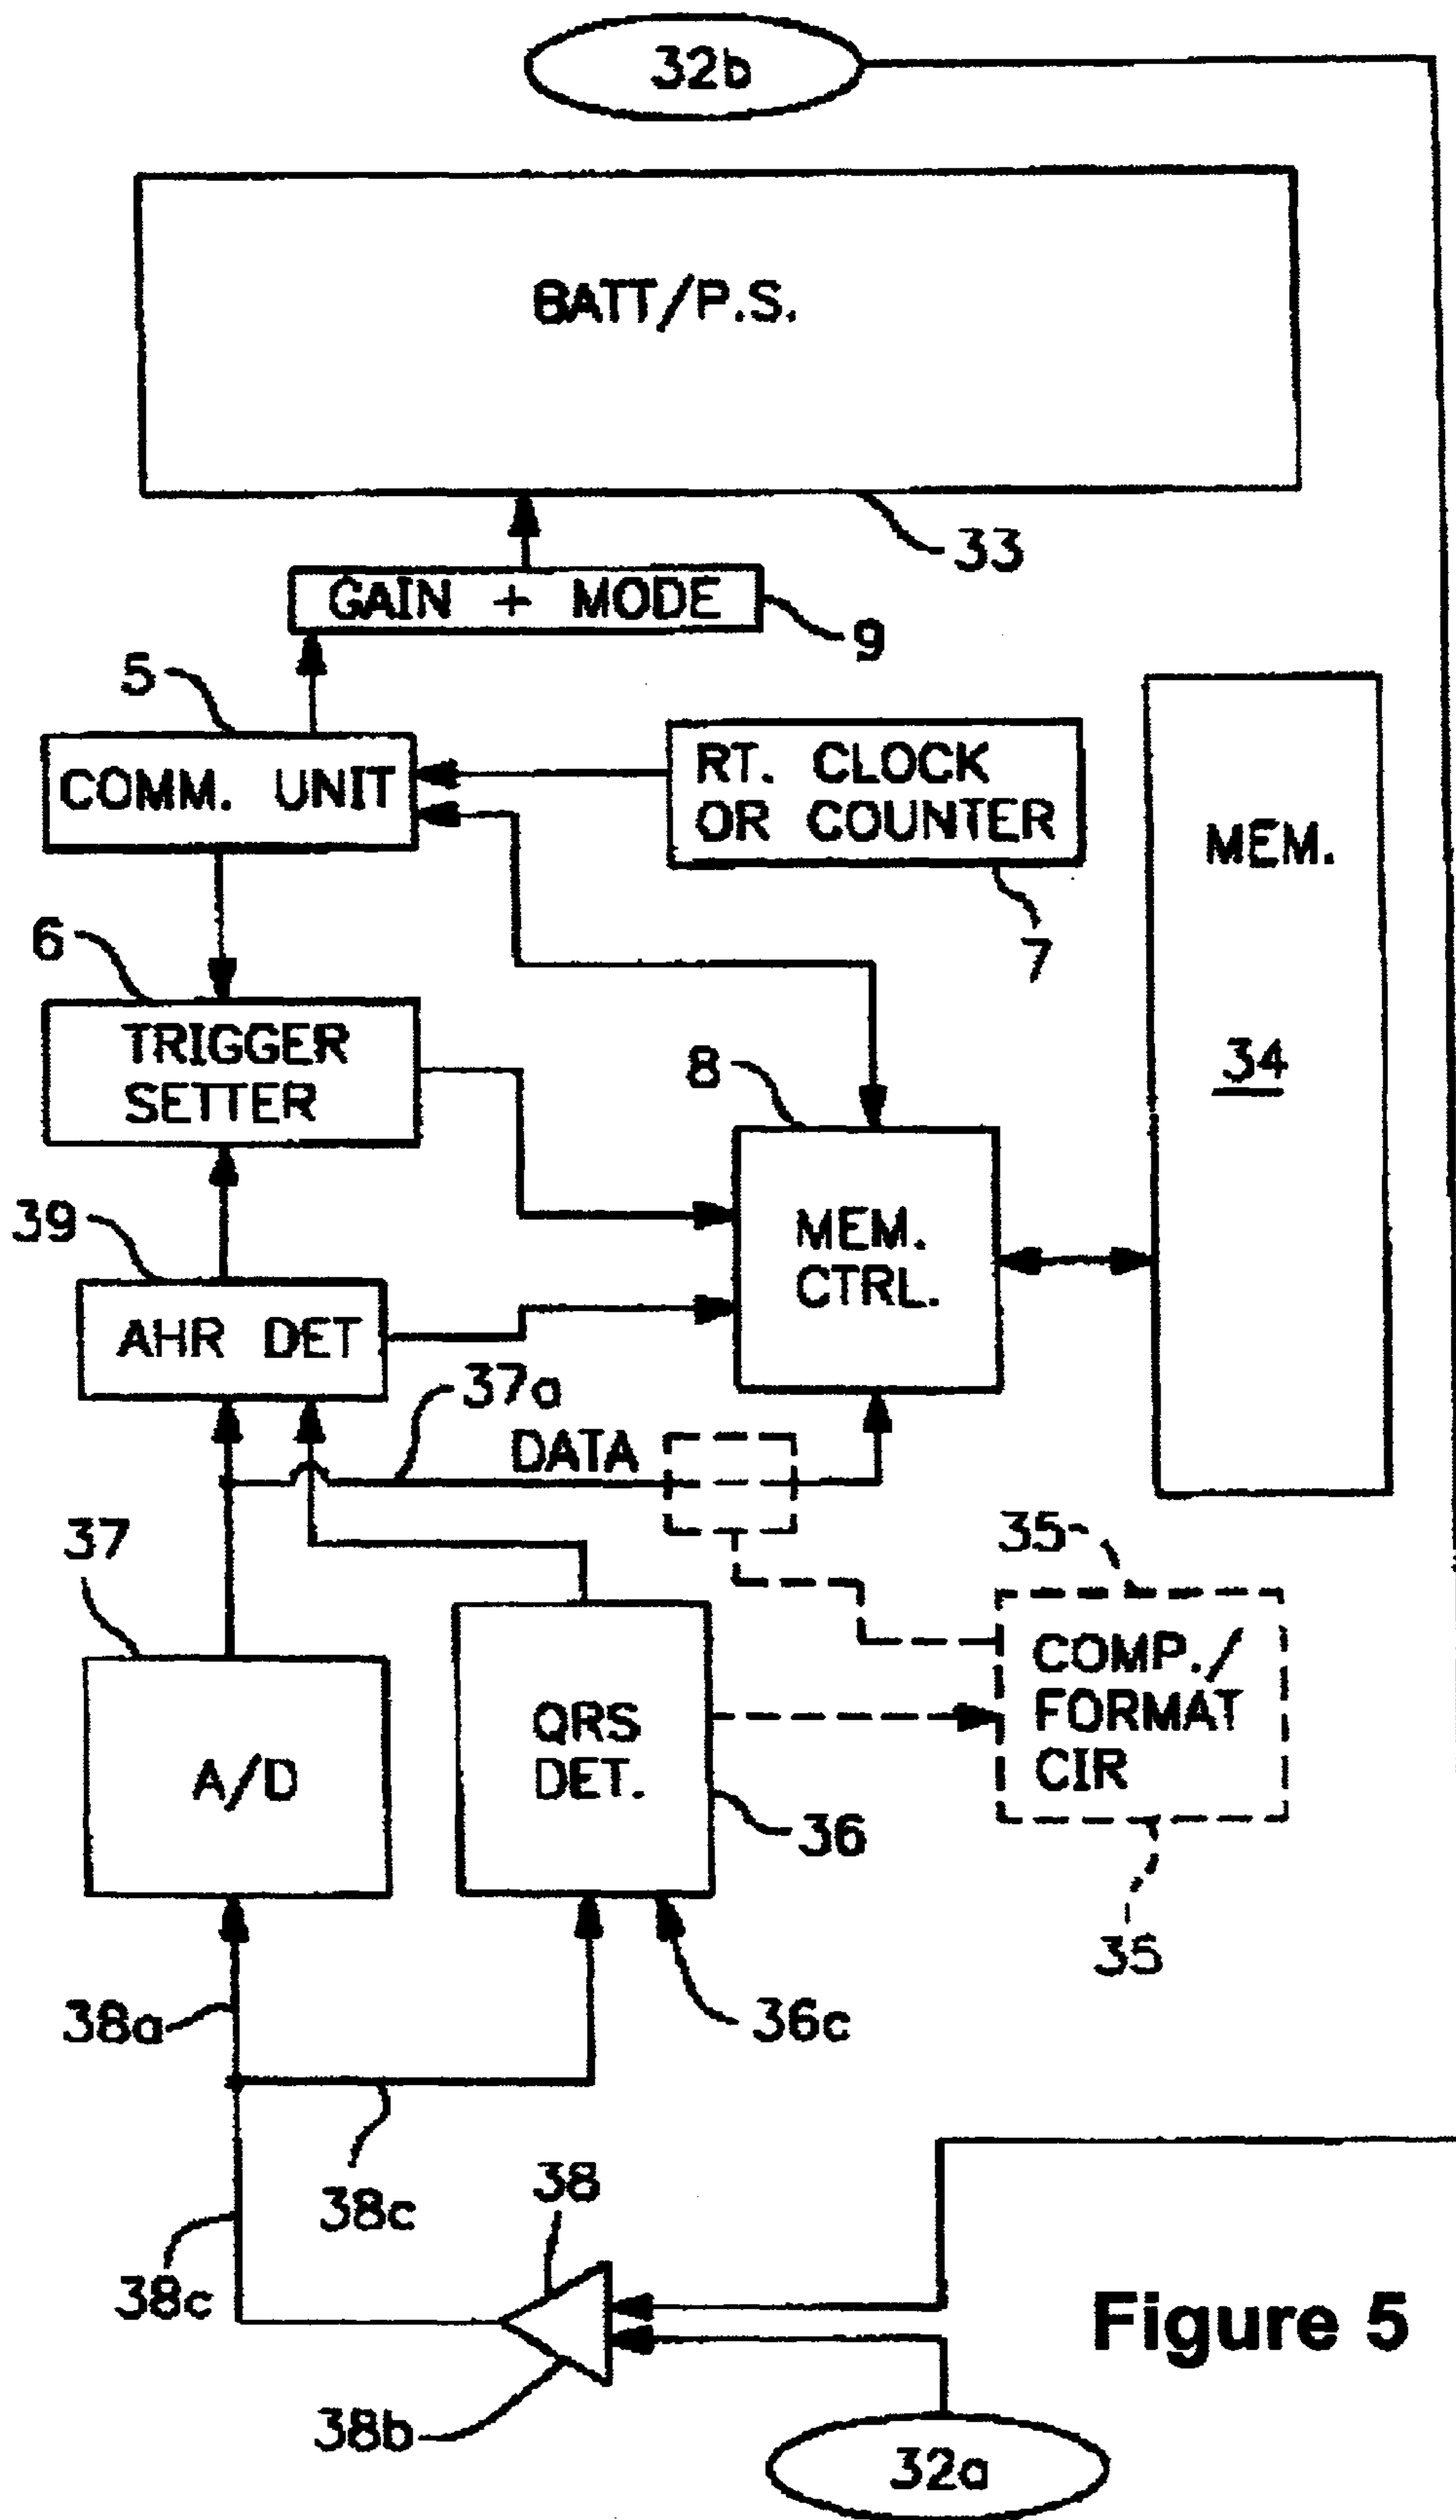 32b
BATT/P.S.
33
GAIN + MODE
9
5
COMM. UNIT
RT. CLOCK
OR COUNTER
7
MEM.
34
6
TRIGGER
SETTER
8
MEM.
CTRL.
39
AHR DET
37a
DATA
37
A/D
QRS
DET.
36
35
COMP./
FORMAT
CIR
35
38a
36c
38c
38c
38
38b
32a
Figure 5